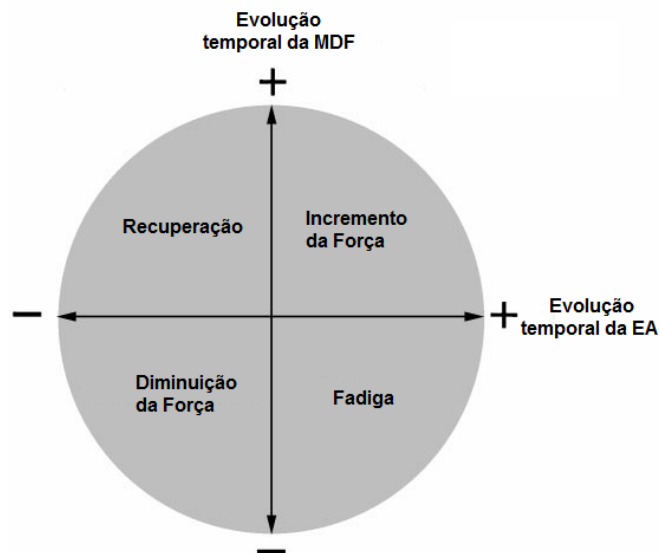 Evolução
temporal da MDF
+
Recuperação
Incremento
da Força
−
+
Evolução
temporal da EA
Diminuição
da Força
Fadiga
−